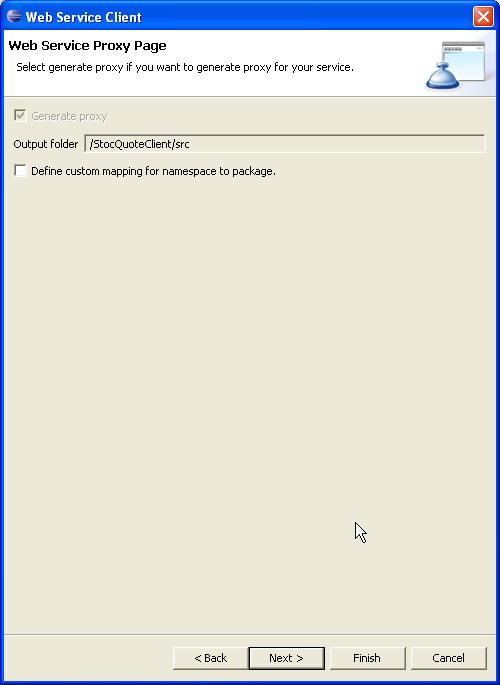 Web Service Client
Web Service Proxy Page
Select generate proxy if you want to generate proxy for your service.
Generate proxy
Output folder /StocQuoteClient/src
Define custom mapping for namespace to package.
< Back Next > Finish Cancel